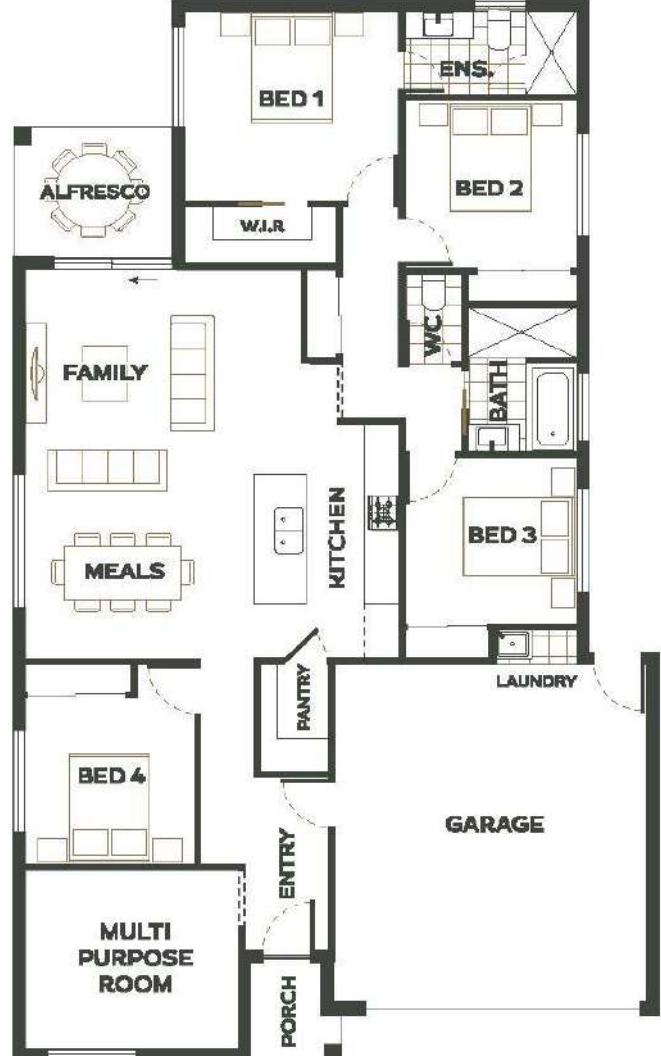 ENS.
BED 1
BED 2
ALFRESCO
W.I.R
WC
FAMILY
BATH
KITCHEN
BED 3
MEALS
LAUNDRY
PANTRY
BED 4
GARAGE
ENTRY
MULTI
PURPOSE
ROOM
PORCH